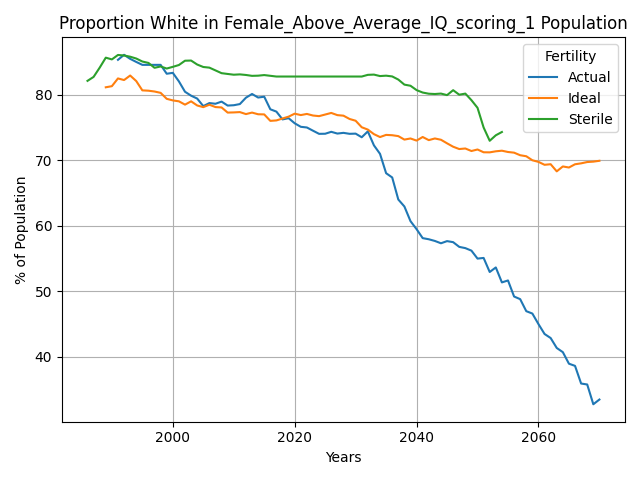 Proportion White in Female_Above_Average_IQ_scoring_1 Population
Fertility
Actual
Ideal
Sterile
% of Population
80
70
60
50
40
2000
2020
2040
2060
Years